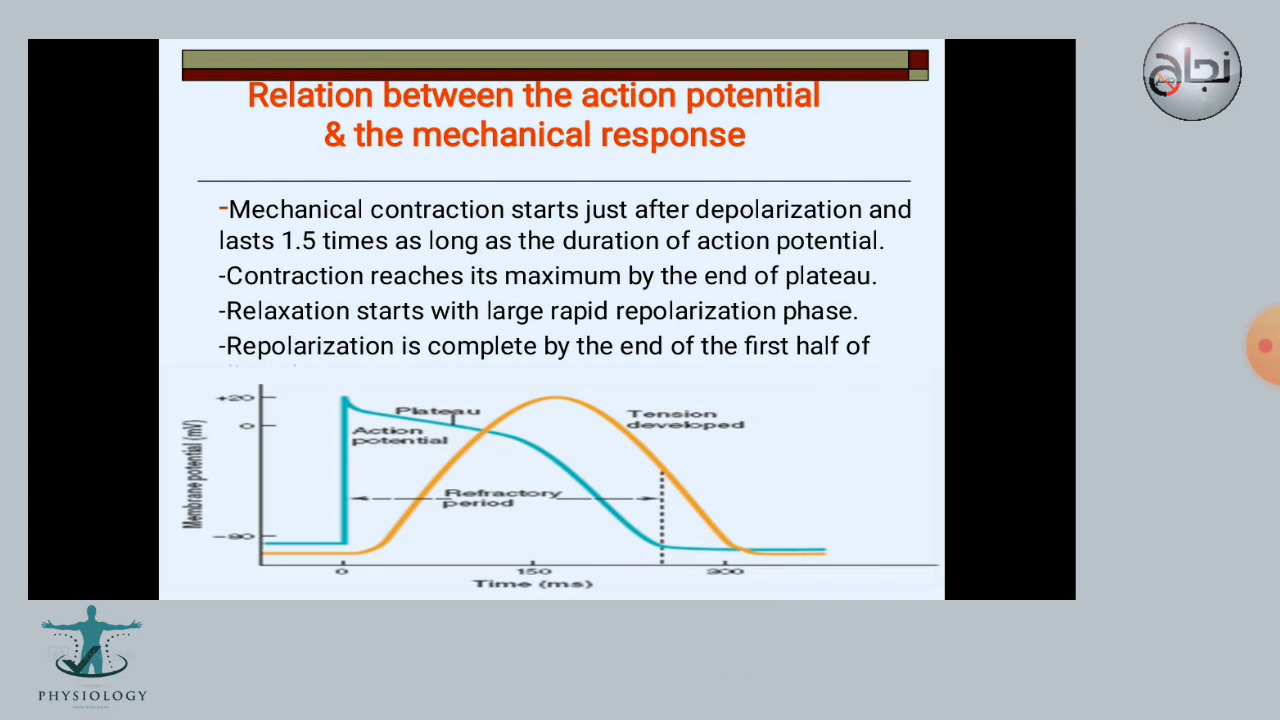 نجاح
Relation between the action potential
& the mechanical response
-Mechanical contraction starts just after depolarization and
lasts 1.5 times as long as the duration of action potential.
-Contraction reaches its maximum by the end of plateau.
-Relaxation starts with large rapid repolarization phase.
-Repolarization is complete by the end of the first half of
+20
0
-90
Membrane potential (mV)
Plateau
Action
potential
Tension
developed
Refractory
period
0
150
300
Time (ms)
PHYSIOLOGY